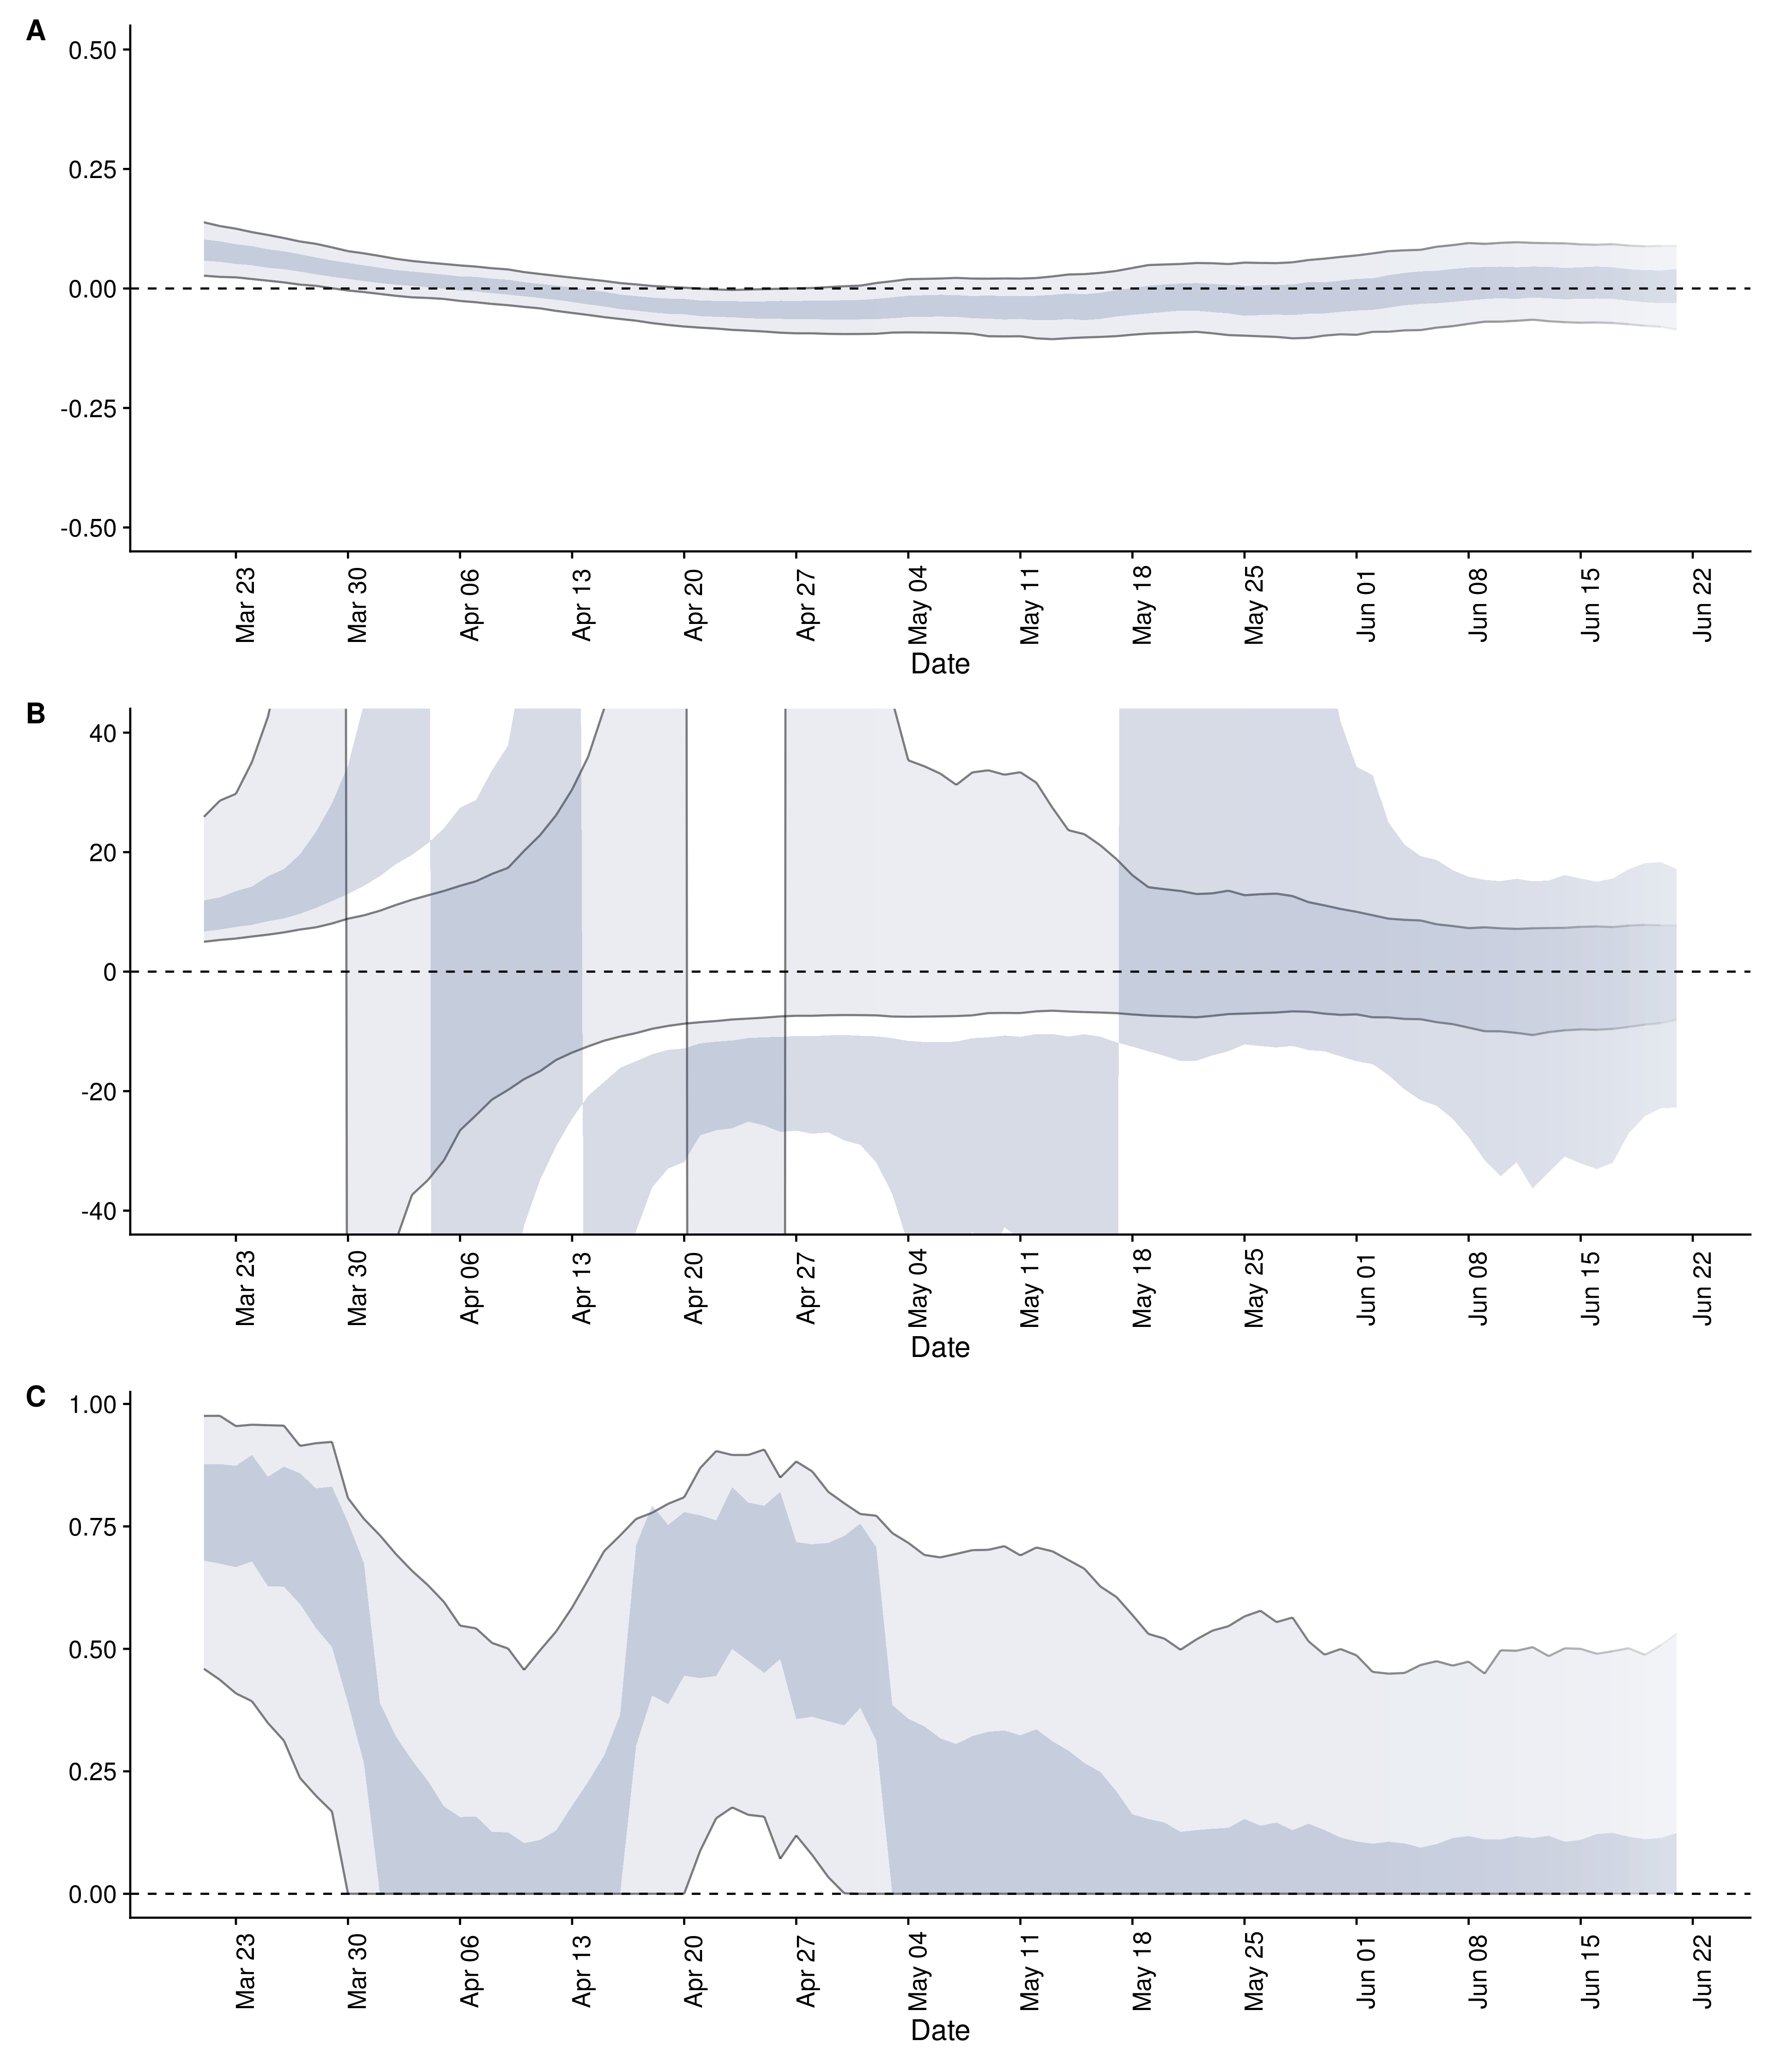 A
0.50
0.25
0.00
-0.25
-0.50
Mar 23
Mar 30
Apr 06
Apr 13
Apr 20
Apr 27
May 04
May 11
May 18
May 25
Jun 01
Jun 08
Jun 15
Jun 22
Date
B
40
20
0
-20
-40
Mar 23
Mar 30
Apr 06
Apr 13
Apr 20
Apr 27
May 04
May 11
May 18
May 25
Jun 01
Jun 08
Jun 15
Jun 22
Date
C
1.00
0.75
0.50
0.25
0.00
Mar 23
Mar 30
Apr 06
Apr 13
Apr 20
Apr 27
May 04
May 11
May 18
May 25
Jun 01
Jun 08
Jun 15
Jun 22
Date